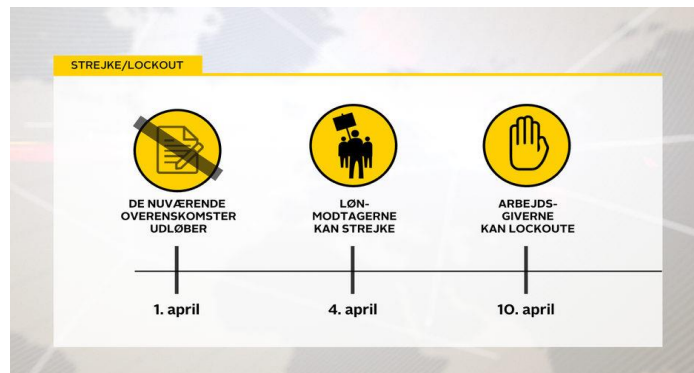 STREJKE/LOCKOUT
DE NUVÆRENDE
OVERENSKOMSTER
UDLØBER
LØN-
MODTAGERNE
KAN STREJKE
ARBEJDS-
GIVERNE
KAN LOCKOUTE
1. april
4. april
10. april